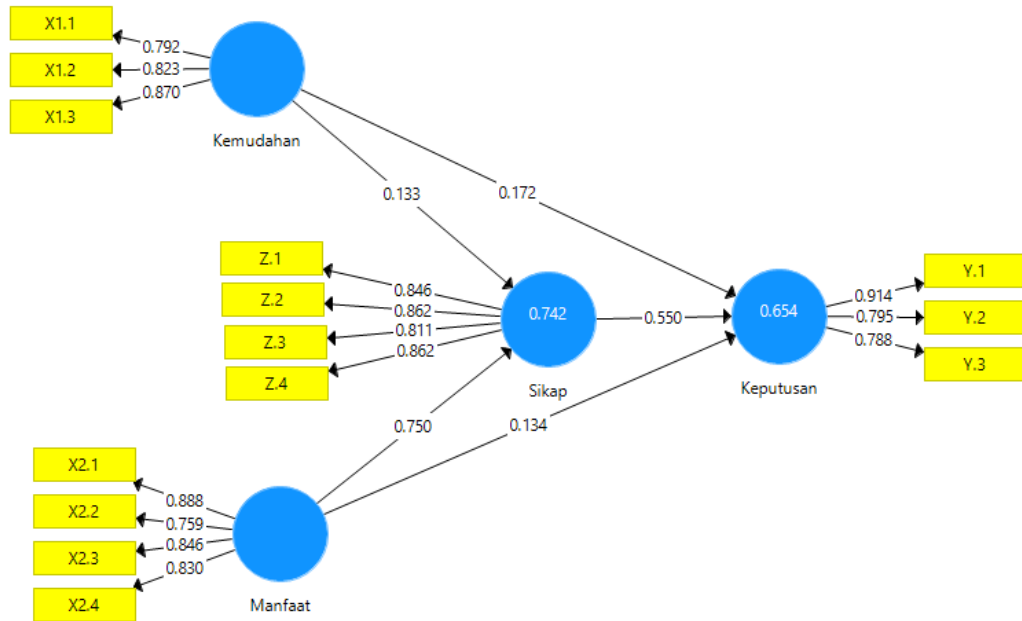 X1.1
0.792
X1.2
0.823
0.870
X1.3
Kemudahan
0.133
0.172
Z.1
0.846
Z.2
0.862
0.811
Z.3
0.862
Z.4
0.742
Sikap
0.550
0.654
Keputusan
Y.1
0.914
0.795
Y.2
0.788
Y.3
0.750
0.134
X2.1
0.888
X2.2
0.759
0.846
X2.3
0.830
X2.4
Manfaat